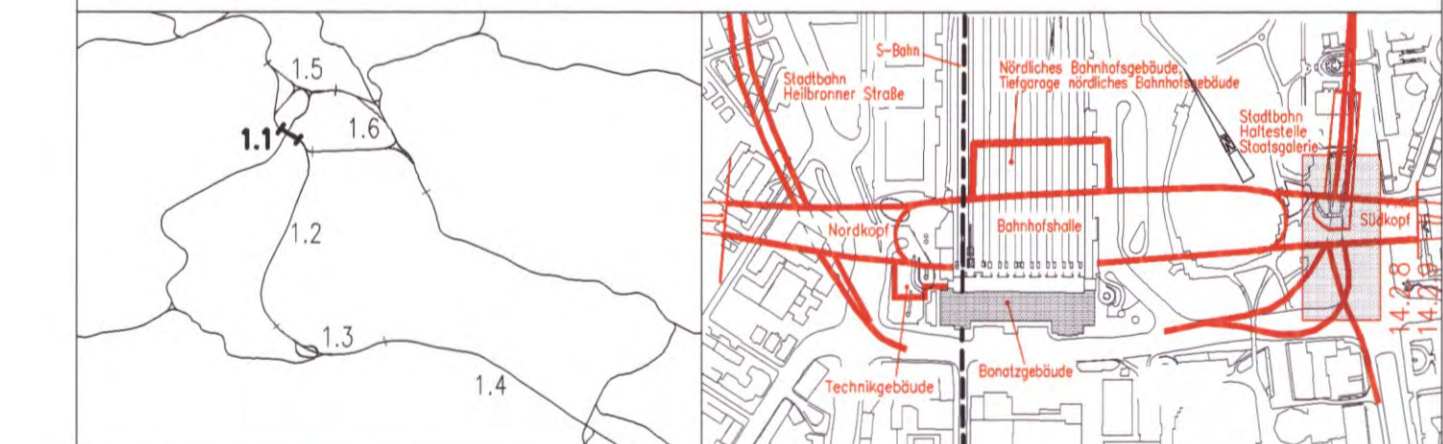 1.5
1.1
1.6
1.2
1.3
1.4
S-Bahn
Stadtbahn
Heilbronner Straße
Nördliches Bahnhofsgebäude,
Tiefgarage nördliches Bahnhofsgebäude
Stadtbahn
Haltestelle
Staatsgalerie
Nordkopf
Bahnhofshalle
Südkopf
14.2.8
14.2.9
Technikgebäude
Bonatzgebäude